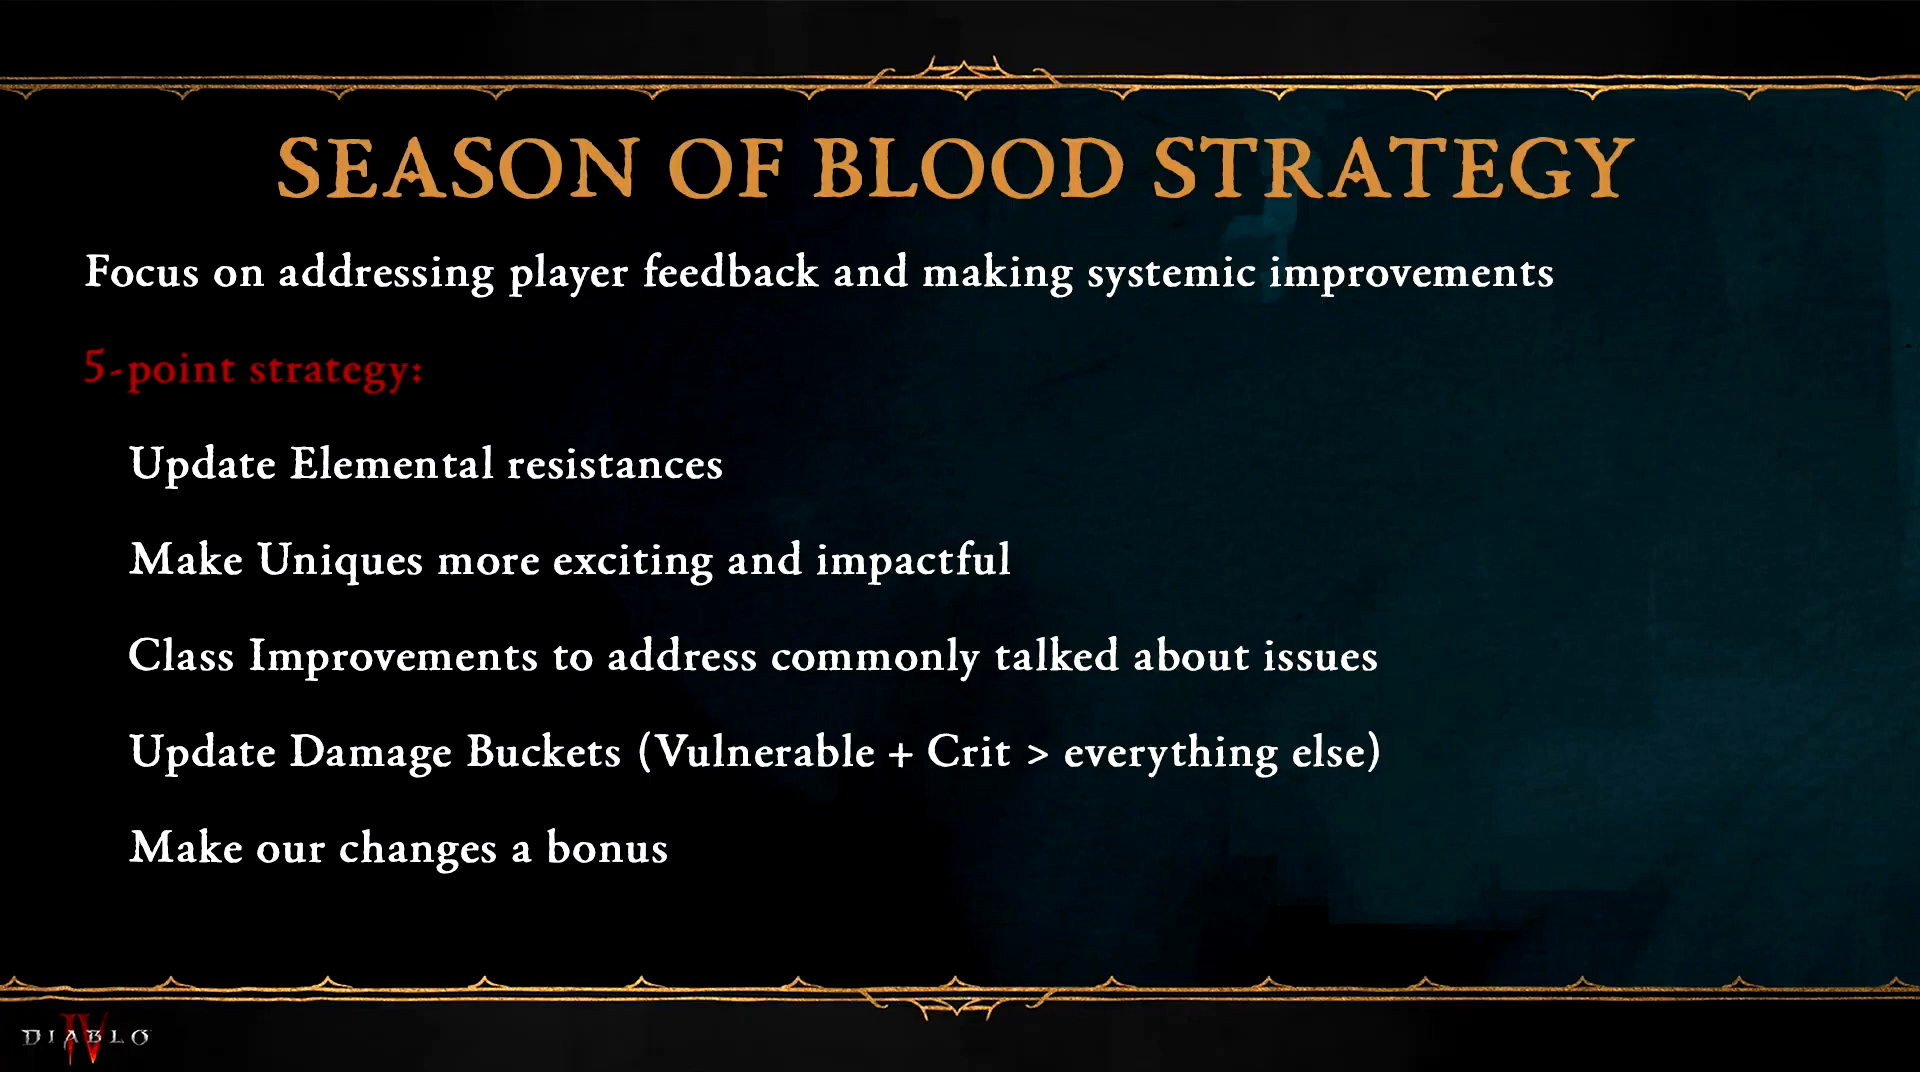 SEASON OF BLOOD STRATEGY
Focus on addressing player feedback and making systemic improvements
5-point strategy:
Update Elemental resistances
Make Uniques more exciting and impactful
Class Improvements to address commonly talked about issues
Update Damage Buckets (Vulnerable + Crit > everything else)
Make our changes a bonus
DIABLO IV